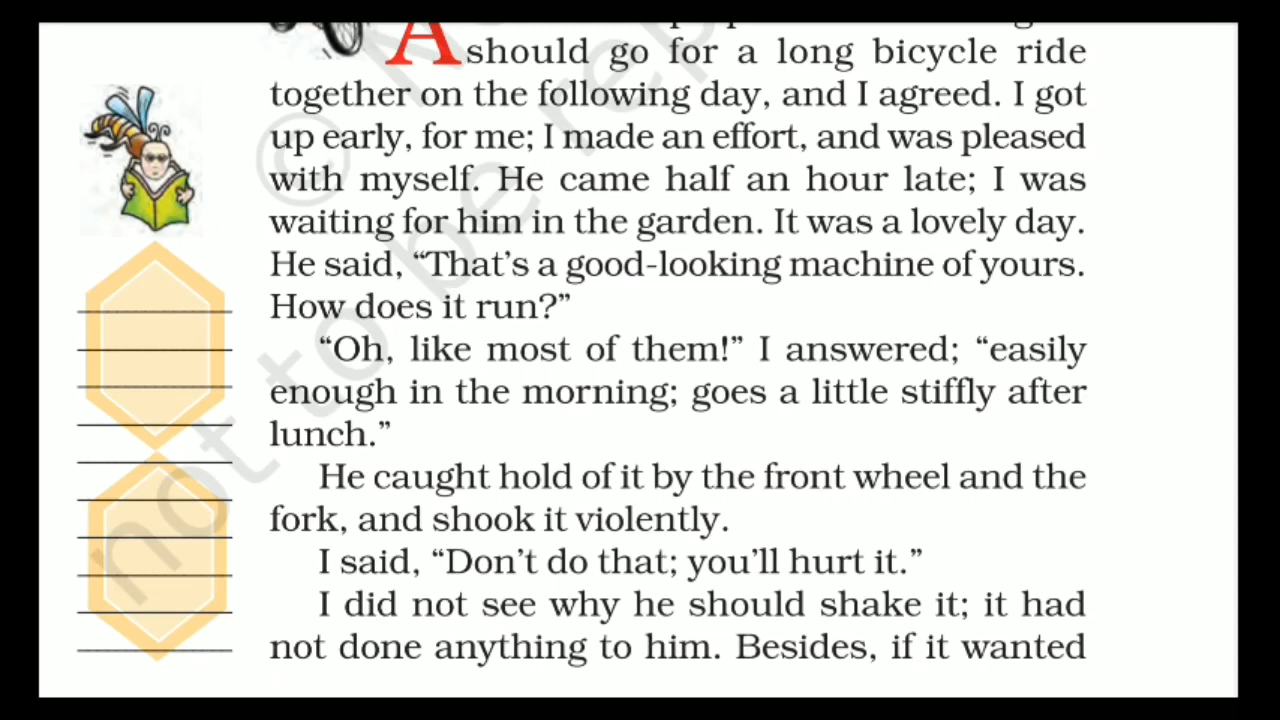 A should go for a long bicycle ride
together on the following day, and I agreed. I got
up early, for me; I made an effort, and was pleased
with myself. He came half an hour late; I was
waiting for him in the garden. It was a lovely day.
He said, “That’s a good-looking machine of yours.
How does it run?”
“Oh, like most of them!” I answered; “easily
enough in the morning; goes a little stiffly after
lunch.”
He caught hold of it by the front wheel and the
fork, and shook it violently.
I said, “Don’t do that; you’ll hurt it.”
I did not see why he should shake it; it had
not done anything to him. Besides, if it wanted
not to be rep